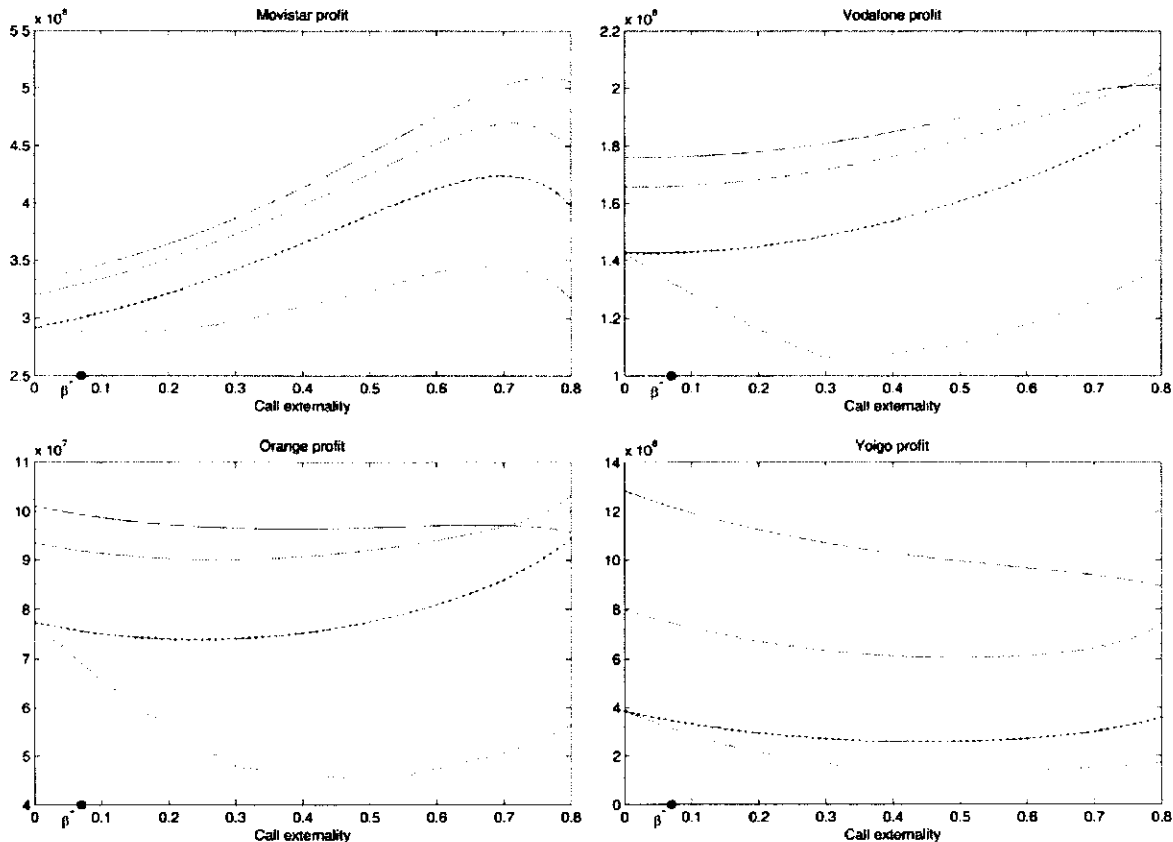 Movistar profit
x 10^8
5 5
5
4.5
4
3.5
3
2.5
0 β* 0.1 0.2 0.3 0.4 0.5 0.6 0.7 0.8
Call externality
Vodafone profit
x 10^8
2.2
2
1.8
1.6
1.4
1.2
1
0 β* 0.1 0.2 0.3 0.4 0.5 0.6 0.7 0.8
Call externality
Orange profit
x 10^7
11
10
9
8
7
6
5
4
0 β* 0.1 0.2 0.3 0.4 0.5 0.6 0.7 0.8
Call externality
Yoigo profit
x 10^6
14
12
10
8
6
4
2
0
0 β* 0.1 0.2 0.3 0.4 0.5 0.6 0.7 0.8
Call externality